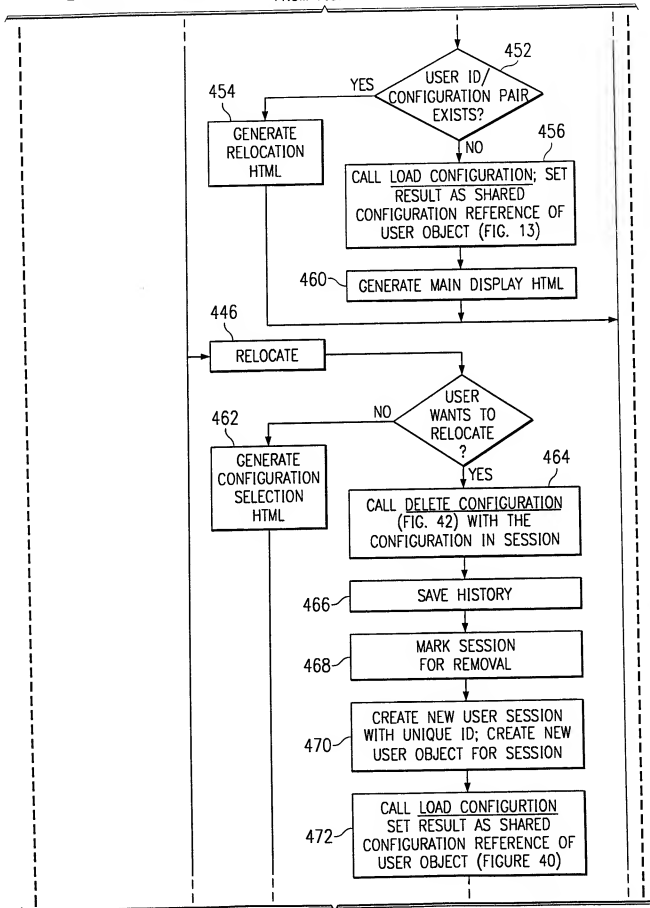 452
USER ID/
CONFIGURATION PAIR
EXISTS?
YES
NO
454
GENERATE
RELOCATION
HTML
456
CALL LOAD CONFIGURATION; SET
RESULT AS SHARED
CONFIGURATION REFERENCE OF
USER OBJECT (FIG. 13)
460
GENERATE MAIN DISPLAY HTML
446
RELOCATE
USER
WANTS TO
RELOCATE
?
NO
YES
462
GENERATE
CONFIGURATION
SELECTION
HTML
464
CALL DELETE CONFIGURATION
(FIG. 42) WITH THE
CONFIGURATION IN SESSION
466
SAVE HISTORY
468
MARK SESSION
FOR REMOVAL
470
CREATE NEW USER SESSION
WITH UNIQUE ID; CREATE NEW
USER OBJECT FOR SESSION
472
CALL LOAD CONFIGURTION
SET RESULT AS SHARED
CONFIGURATION REFERENCE OF
USER OBJECT (FIGURE 40)